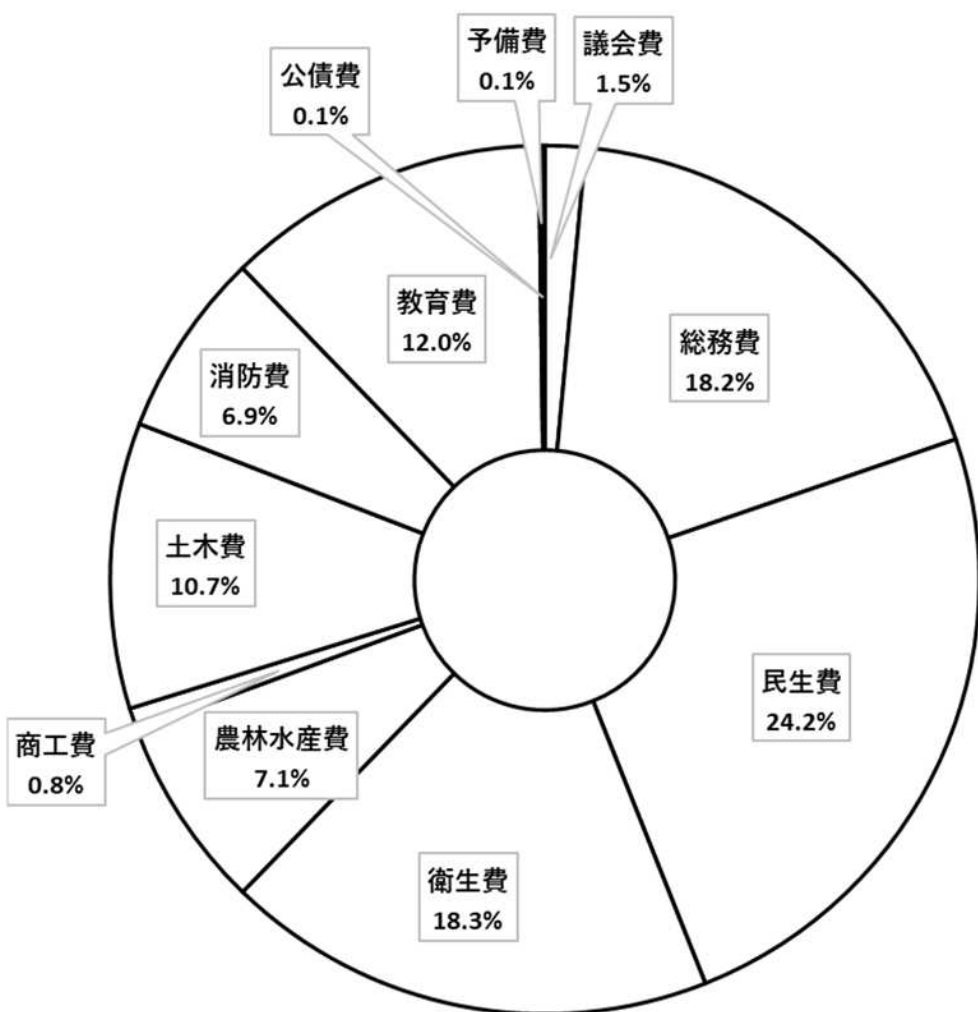 予備費
0.1%
議会費
1.5%
公債費
0.1%
教育費
12.0%
総務費
18.2%
消防費
6.9%
土木費
10.7%
民生費
24.2%
商工費
0.8%
農林水産費
7.1%
衛生費
18.3%